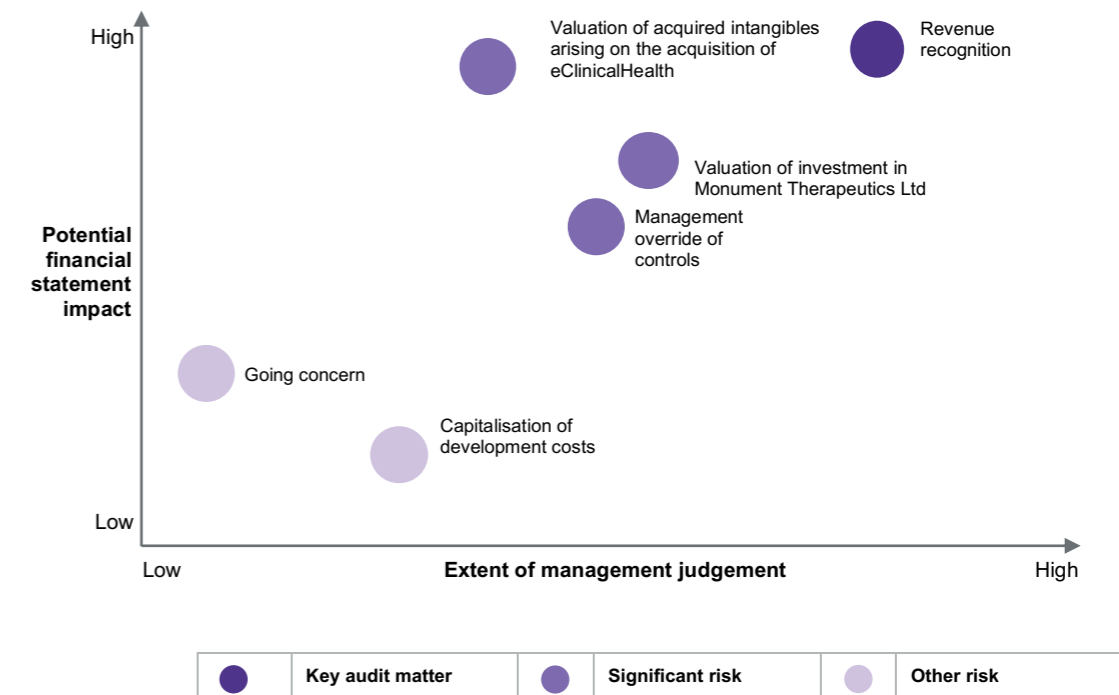 High
Valuation of acquired intangibles
arising on the acquisition of
eClinicalHealth
Revenue
recognition
Valuation of investment in
Monument Therapeutics Ltd
Management
override of
controls
Potential
financial
statement
impact
Going concern
Capitalisation of
development costs
Low
Low
Extent of management judgement
High
Key audit matter
Significant risk
Other risk